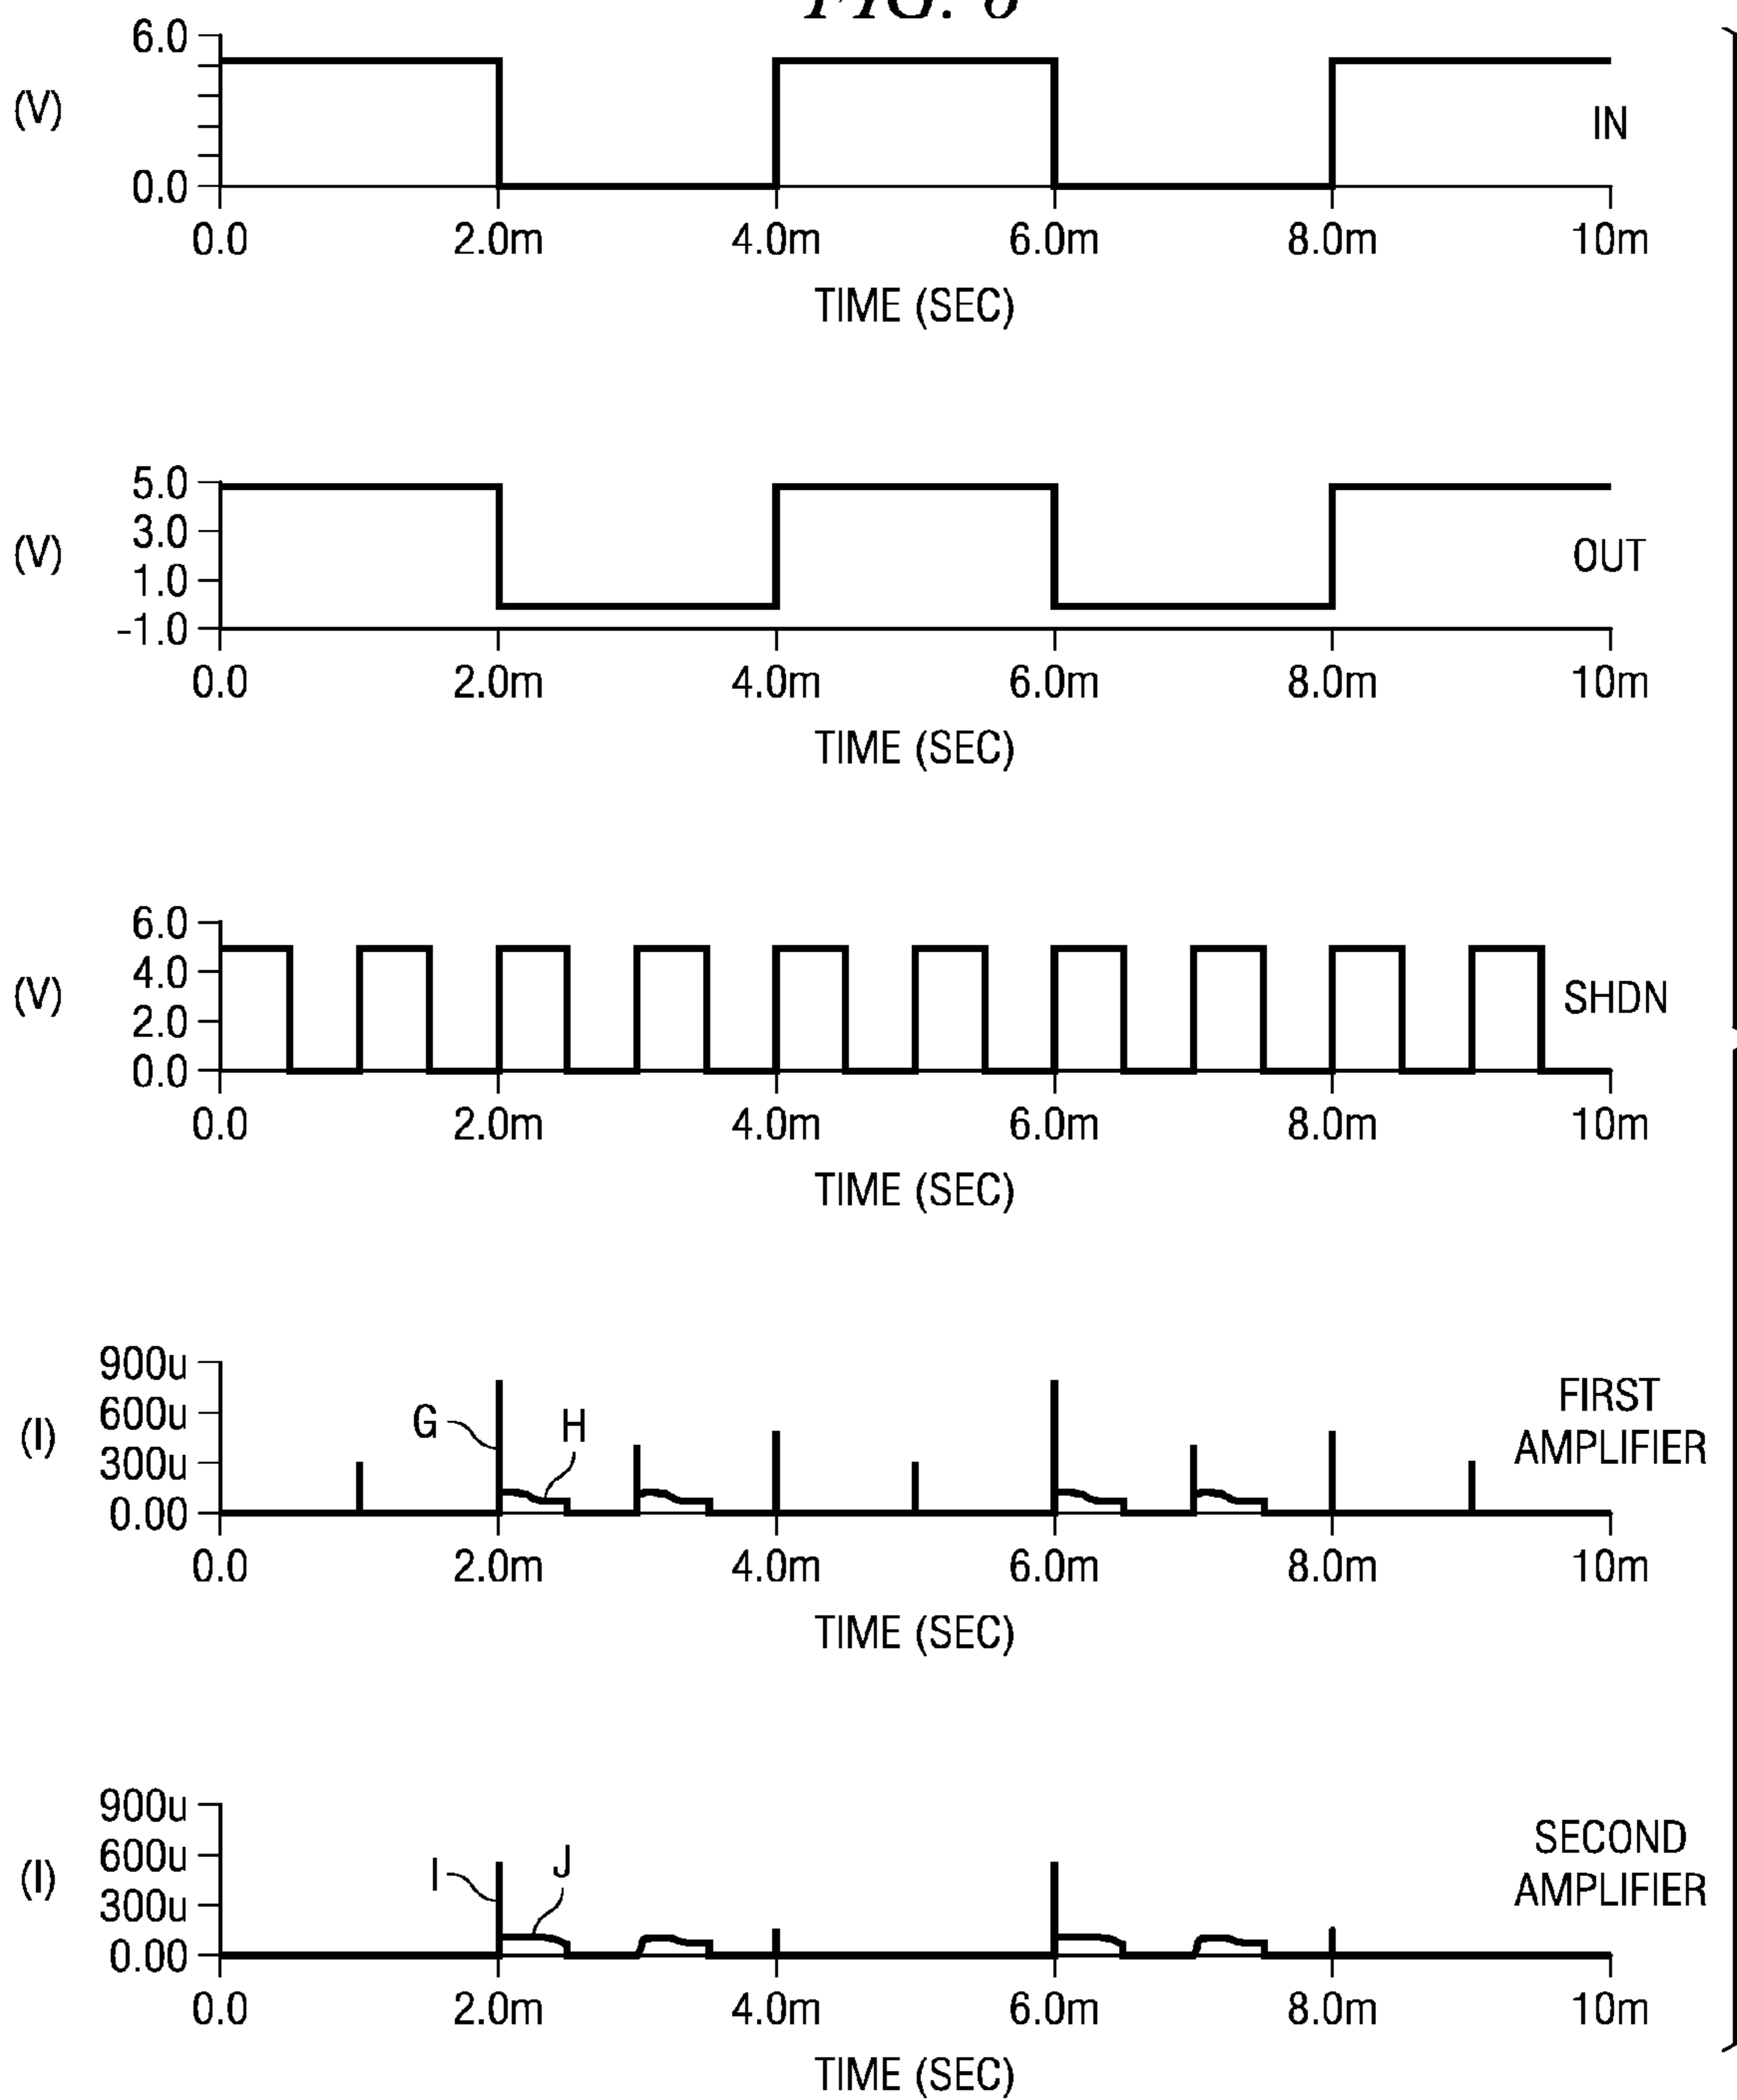 6.0
(V)
IN
0.0
0.0 2.0m 4.0m 6.0m 8.0m 10m
TIME (SEC)
5.0
3.0
(V)
OUT
1.0
-1.0
0.0 2.0m 4.0m 6.0m 8.0m 10m
TIME (SEC)
6.0
4.0
(V)
SHDN
2.0
0.0
0.0 2.0m 4.0m 6.0m 8.0m 10m
TIME (SEC)
900u
FIRST
600u
G H
(I)
AMPLIFIER
300u
0.00
0.0 2.0m 4.0m 6.0m 8.0m 10m
TIME (SEC)
900u
SECOND
600u
I J
(I)
AMPLIFIER
300u
0.00
0.0 2.0m 4.0m 6.0m 8.0m 10m
TIME (SEC)